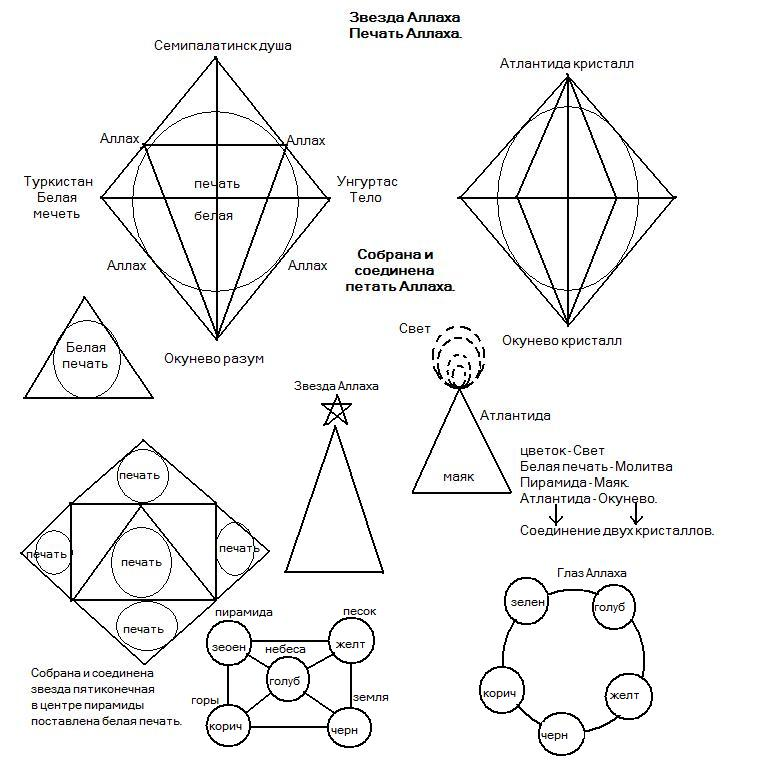 Звезда Аллаха
Печать Аллаха.
Семипалатинск душа
Атлантида кристалл
Аллах
Аллах
Туркистан
Белая
мечеть
печать
белая
Унгуртас
Тело
Аллах
Аллах
Собрана и
соединена
петать Аллаха.
Окунево разум
Окунево кристалл
Белая
печать
Свет
Звезда Аллаха
Атлантида
маяк
цветок-Свет
Белая печать-Молитва
Пирамида-Маяк.
Атлантида-Окунево.
Соединение двух кристаллов.
печать
печать
печать
печать
печать
Собрана и соединена
звезда пятиконечная
в центре пирамиды
поставлена белая печать.
пирамида
песок
зеоен
небеса
желт
голуб
горы
земля
корич
черн
Глаз Аллаха
зелен
голуб
корич
желт
черн